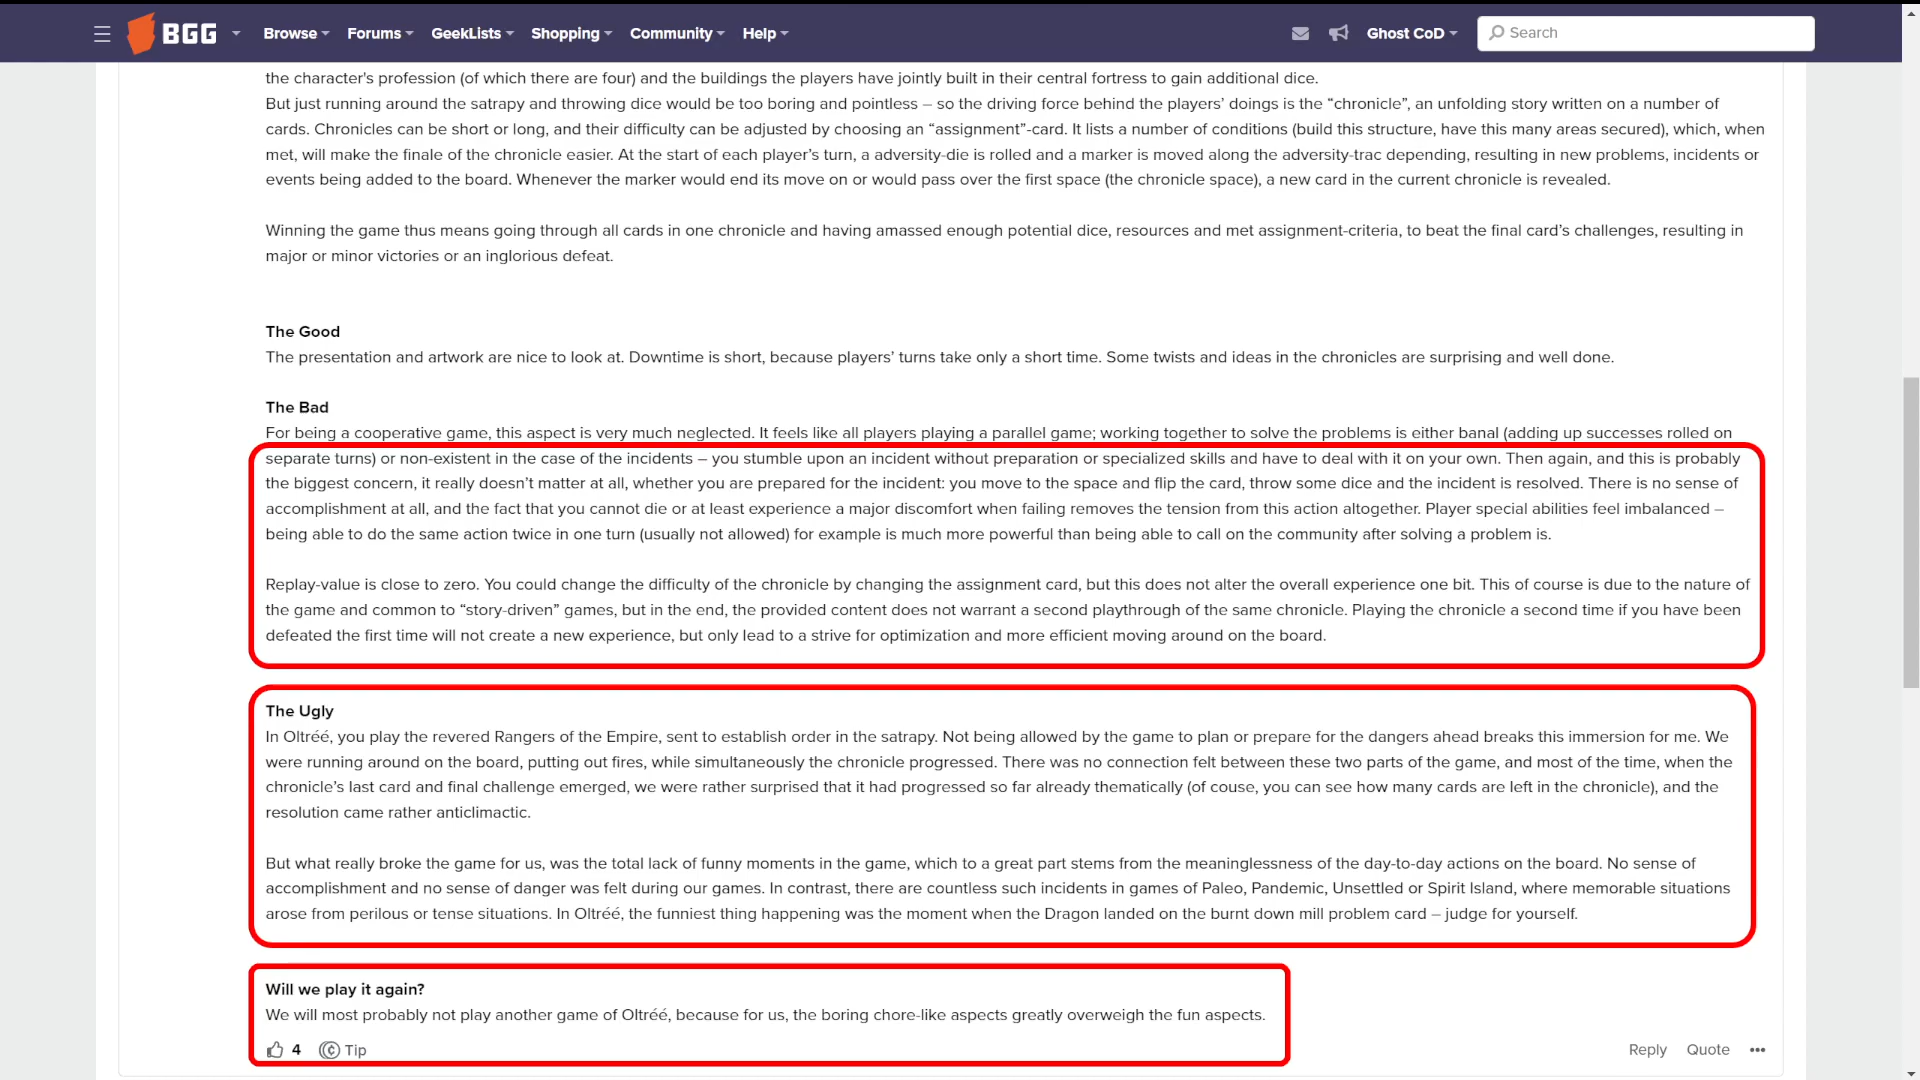 BGG
Browse Forums GeekLists Shopping Community Help
Ghost CoD
Search
the character's profession (of which there are four) and the buildings the players have jointly built in their central fortress to gain additional dice.
But just running around the satrapy and throwing dice would be too boring and pointless – so the driving force behind the players’ doings is the “chronicle”, an unfolding story written on a number of
cards. Chronicles can be short or long, and their difficulty can be adjusted by choosing an “assignment”-card. It lists a number of conditions (build this structure, have this many areas secured), which, when
met, will make the finale of the chronicle easier. At the start of each player’s turn, a adversity-die is rolled and a marker is moved along the adversity-trac depending, resulting in new problems, incidents or
events being added to the board. Whenever the marker would end its move on or would pass over the first space (the chronicle space), a new card in the current chronicle is revealed.
Winning the game thus means going through all cards in one chronicle and having amassed enough potential dice, resources and met assignment-criteria, to beat the final card’s challenges, resulting in
major or minor victories or an inglorious defeat.
The Good
The presentation and artwork are nice to look at. Downtime is short, because players’ turns take only a short time. Some twists and ideas in the chronicles are surprising and well done.
The Bad
For being a cooperative game, this aspect is very much neglected. It feels like all players playing a parallel game; working together to solve the problems is either banal (adding up successes rolled on
separate turns) or non-existent in the case of the incidents – you stumble upon an incident without preparation or specialized skills and have to deal with it on your own. Then again, and this is probably
the biggest concern, it really doesn’t matter at all, whether you are prepared for the incident: you move to the space and flip the card, throw some dice and the incident is resolved. There is no sense of
accomplishment at all, and the fact that you cannot die or at least experience a major discomfort when failing removes the tension from this action altogether. Player special abilities feel imbalanced –
being able to do the same action twice in one turn (usually not allowed) for example is much more powerful than being able to call on the community after solving a problem is.
Replay-value is close to zero. You could change the difficulty of the chronicle by changing the assignment card, but this does not alter the overall experience one bit. This of course is due to the nature of
the game and common to “story-driven” games, but in the end, the provided content does not warrant a second playthrough of the same chronicle. Playing the chronicle a second time if you have been
defeated the first time will not create a new experience, but only lead to a strive for optimization and more efficient moving around on the board.
The Ugly
In Oltréé, you play the revered Rangers of the Empire, sent to establish order in the satrapy. Not being allowed by the game to plan or prepare for the dangers ahead breaks this immersion for me. We
were running around on the board, putting out fires, while simultaneously the chronicle progressed. There was no connection felt between these two parts of the game, and most of the time, when the
chronicle’s last card and final challenge emerged, we were rather surprised that it had progressed so far already thematically (of couse, you can see how many cards are left in the chronicle), and the
resolution came rather anticlimactic.
But what really broke the game for us, was the total lack of funny moments in the game, which to a great part stems from the meaninglessness of the day-to-day actions on the board. No sense of
accomplishment and no sense of danger was felt during our games. In contrast, there are countless such incidents in games of Paleo, Pandemic, Unsettled or Spirit Island, where memorable situations
arose from perilous or tense situations. In Oltréé, the funniest thing happening was the moment when the Dragon landed on the burnt down mill problem card – judge for yourself.
Will we play it again?
We will most probably not play another game of Oltréé, because for us, the boring chore-like aspects greatly overweigh the fun aspects.
4 Tip
Reply Quote